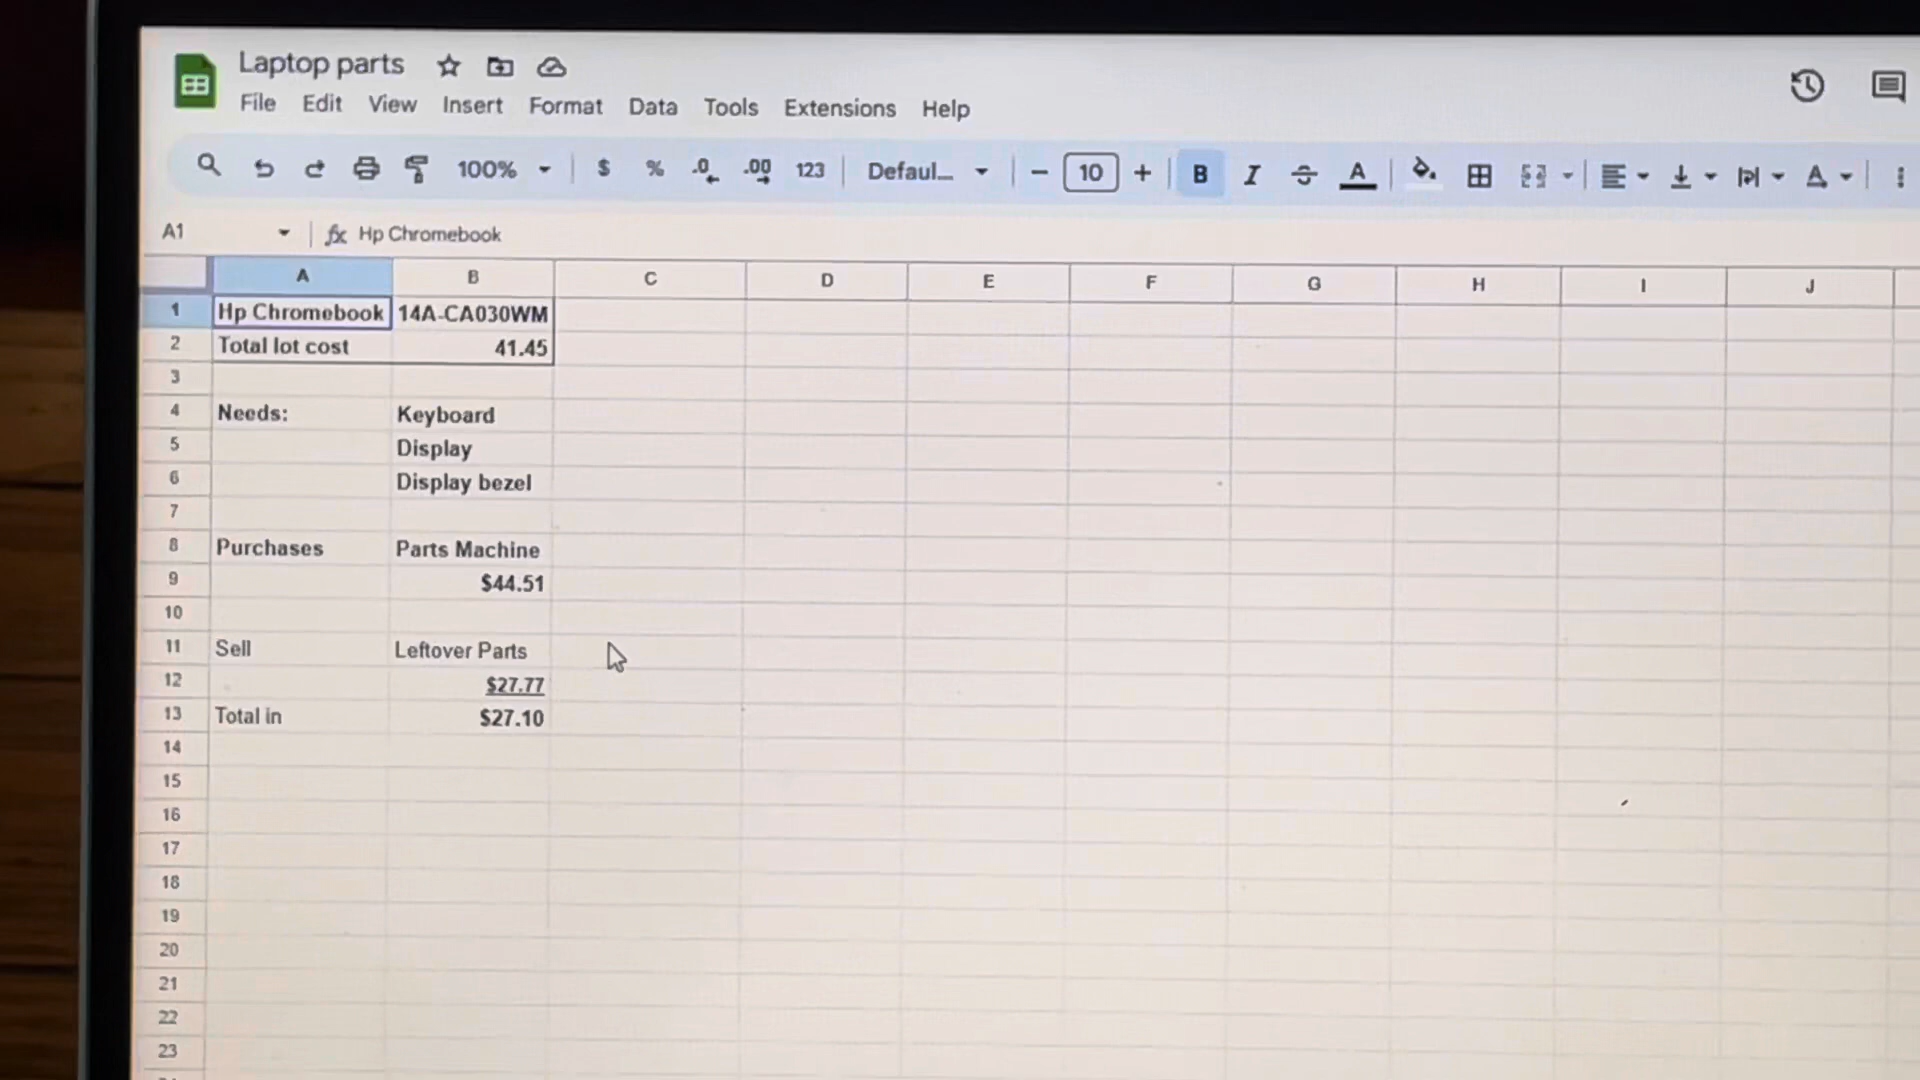 Laptop parts
File Edit View Insert Format Data Tools Extensions Help
100% $ % .0 .00 123 Defaul... − 10 + B I S A A
A1 fx Hp Chromebook
A B C D E F G H I J
1 Hp Chromebook 14A-CA030WM
2 Total lot cost 41.45
3
4 Needs: Keyboard
5 Display
6 Display bezel
7
8 Purchases Parts Machine
9 $44.51
10
11 Sell Leftover Parts
12 $27.77
13 Total in $27.10
14
15
16
17
18
19
20
21
22
23